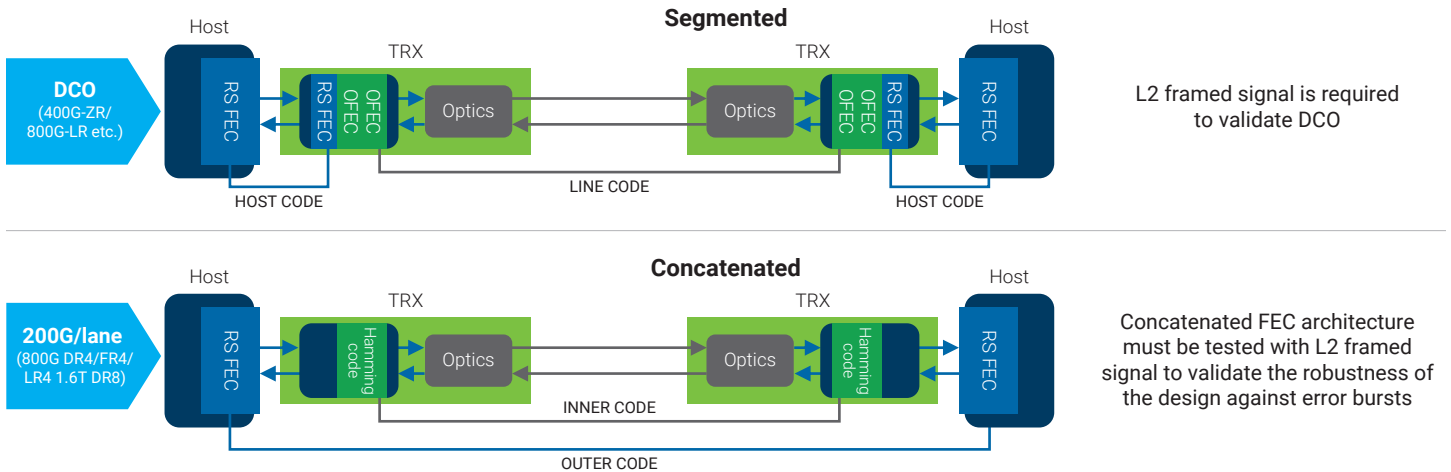 Segmented
Host
TRX
TRX
Host
DCO
(400G-ZR/
800G-LR etc.)
RS FEC
RS FEC
OFEC
OFEC
Optics
Optics
OFEC
OFEC
RS FEC
RS FEC
L2 framed signal is required
to validate DCO
HOST CODE
LINE CODE
HOST CODE
Concatenated
Host
TRX
TRX
Host
200G/lane
(800G DR4/FR4/
LR4 1.6T DR8)
RS FEC
Hamming
code
Optics
Optics
Hamming
code
RS FEC
Concatenated FEC architecture
must be tested with L2 framed
signal to validate the robustness of
the design against error bursts
INNER CODE
OUTER CODE